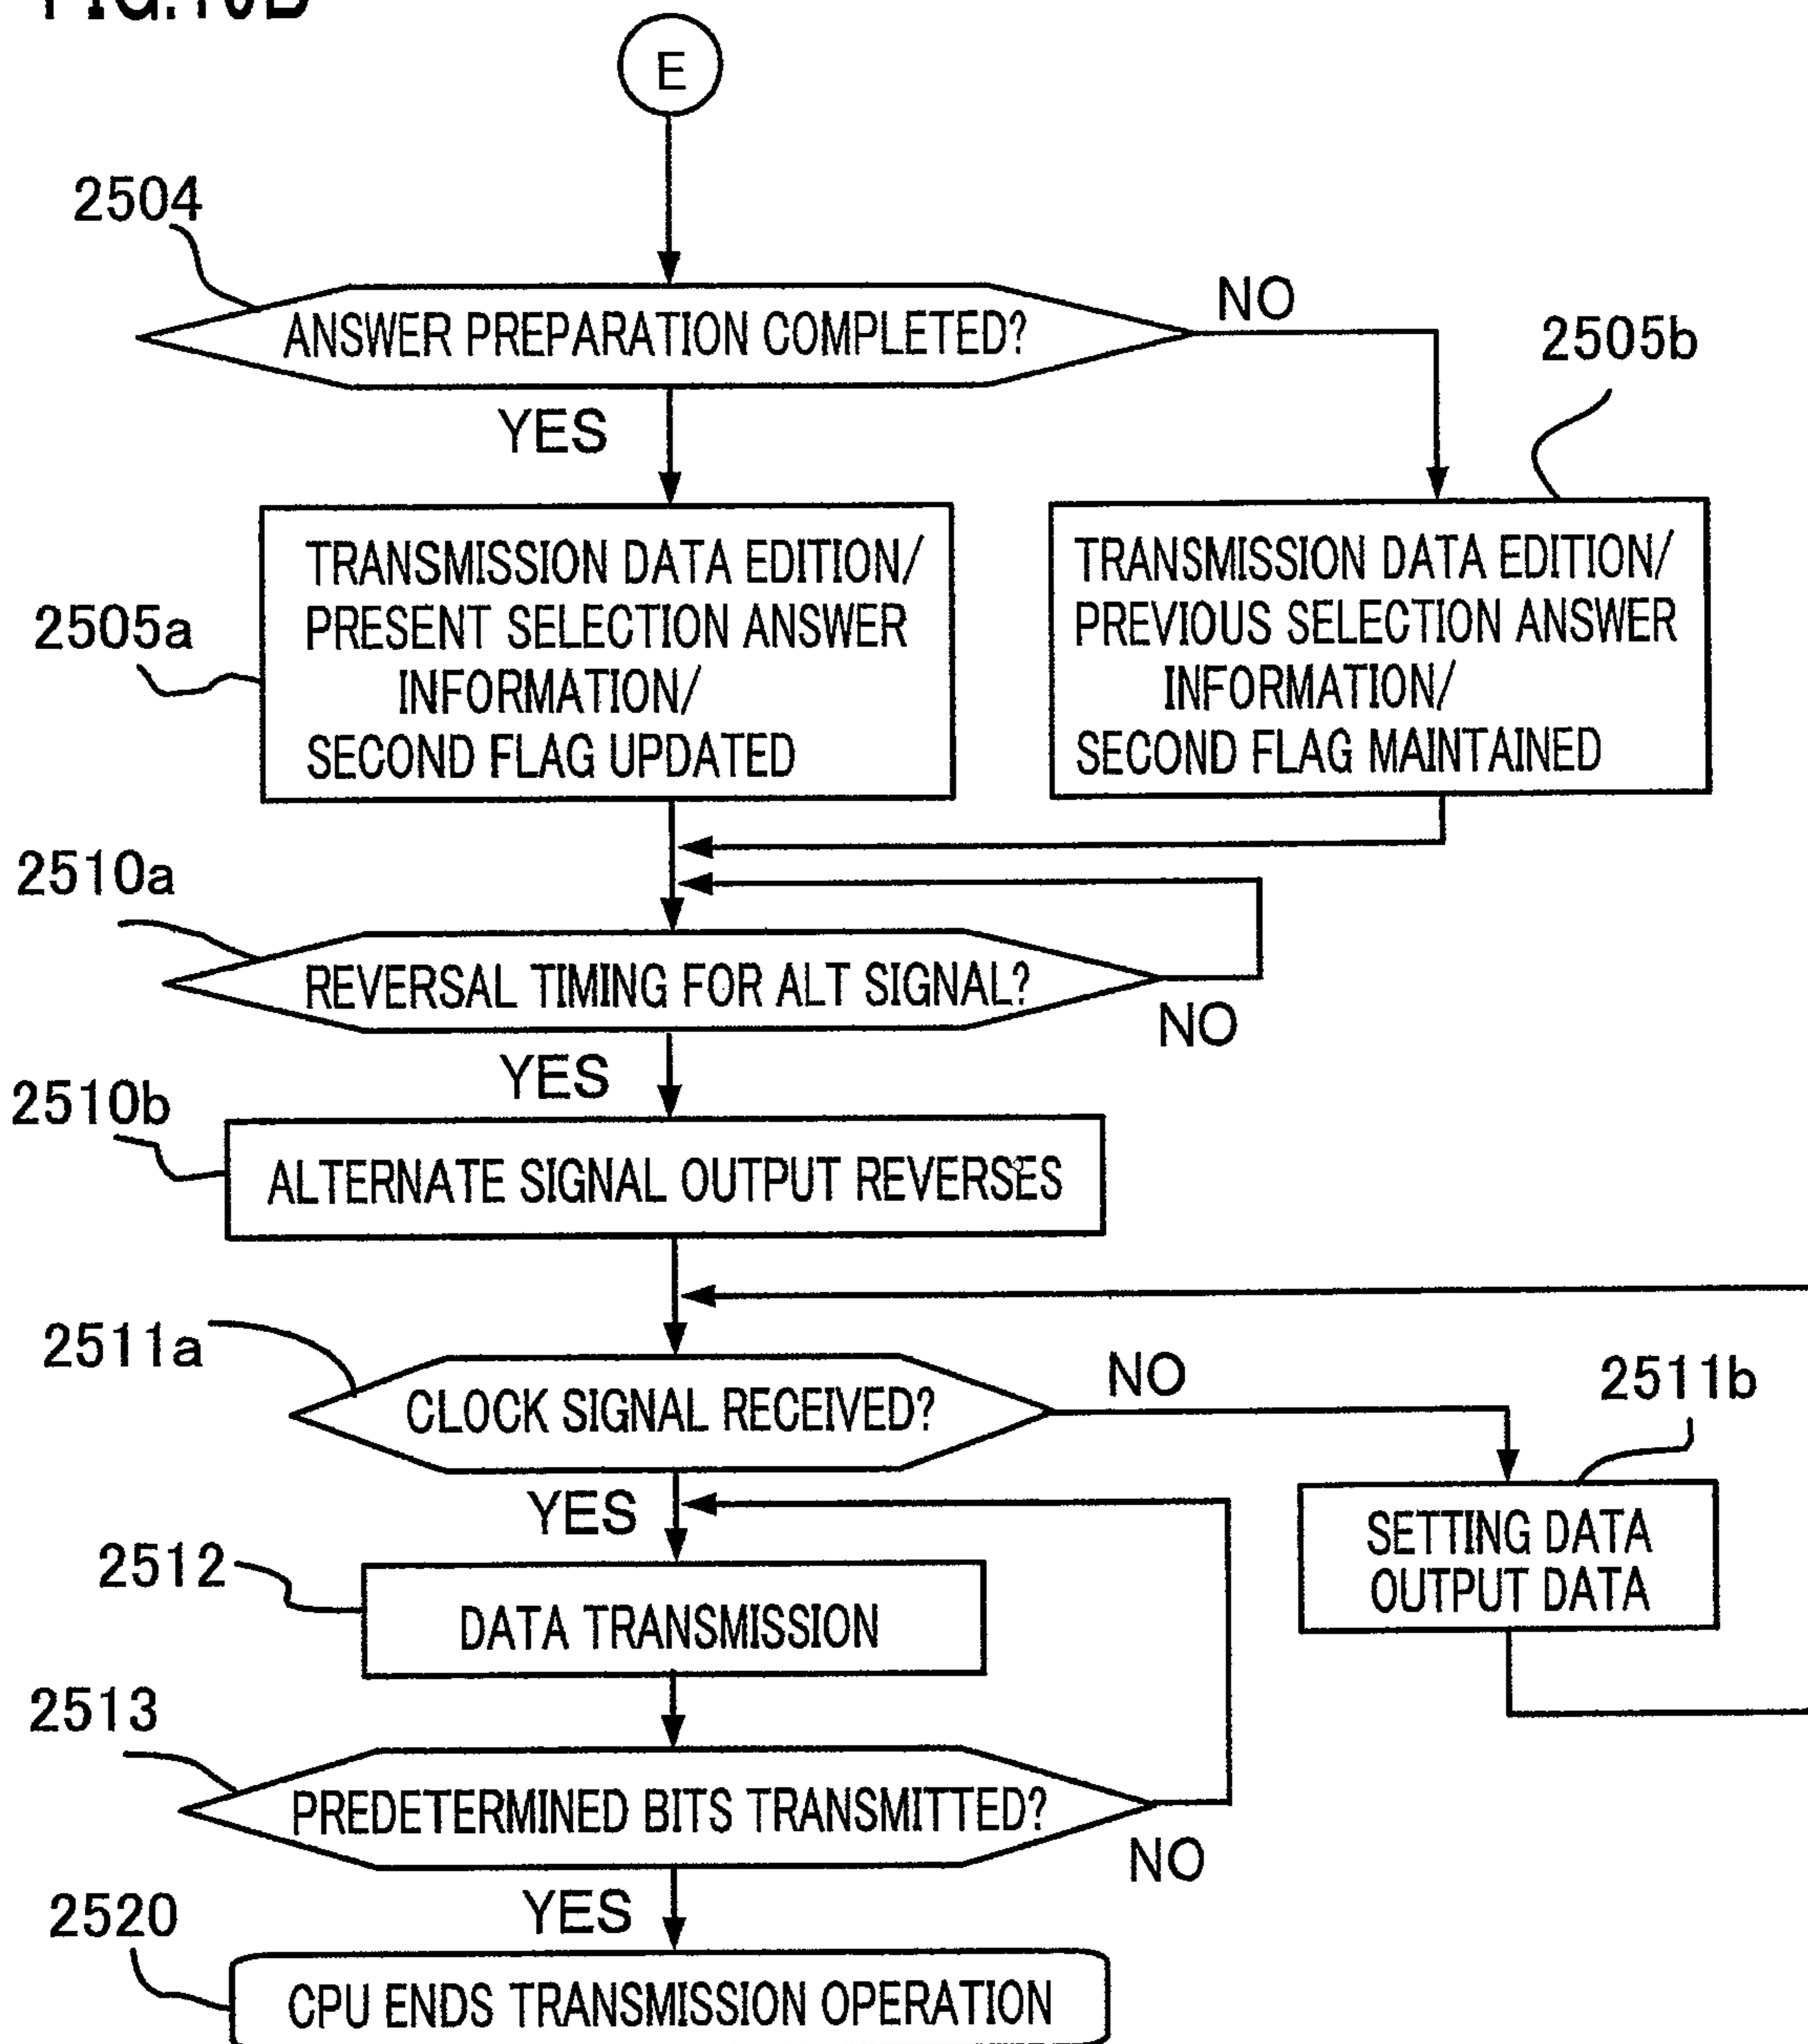 E
2504
ANSWER PREPARATION COMPLETED?
NO
2505b
YES
2505a
TRANSMISSION DATA EDITION/
PRESENT SELECTION ANSWER
INFORMATION/
SECOND FLAG UPDATED
TRANSMISSION DATA EDITION/
PREVIOUS SELECTION ANSWER
INFORMATION/
SECOND FLAG MAINTAINED
2510a
REVERSAL TIMING FOR ALT SIGNAL?
NO
YES
2510b
ALTERNATE SIGNAL OUTPUT REVERSES
2511a
CLOCK SIGNAL RECEIVED?
NO
2511b
YES
SETTING DATA
OUTPUT DATA
2512
DATA TRANSMISSION
2513
PREDETERMINED BITS TRANSMITTED?
NO
YES
2520
CPU ENDS TRANSMISSION OPERATION